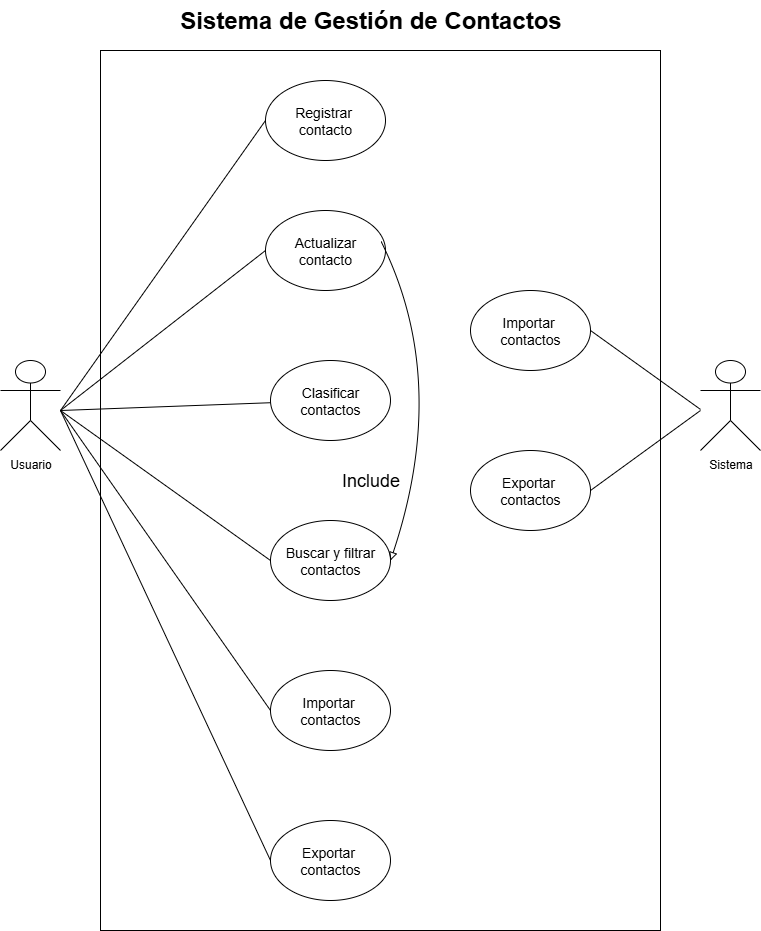 Sistema de Gestión de Contactos
Registrar
contacto
Actualizar
contacto
Importar
contactos
Clasificar
contactos
Usuario
Sistema
Include
Exportar
contactos
Buscar y filtrar
contactos
Importar
contactos
Exportar
contactos